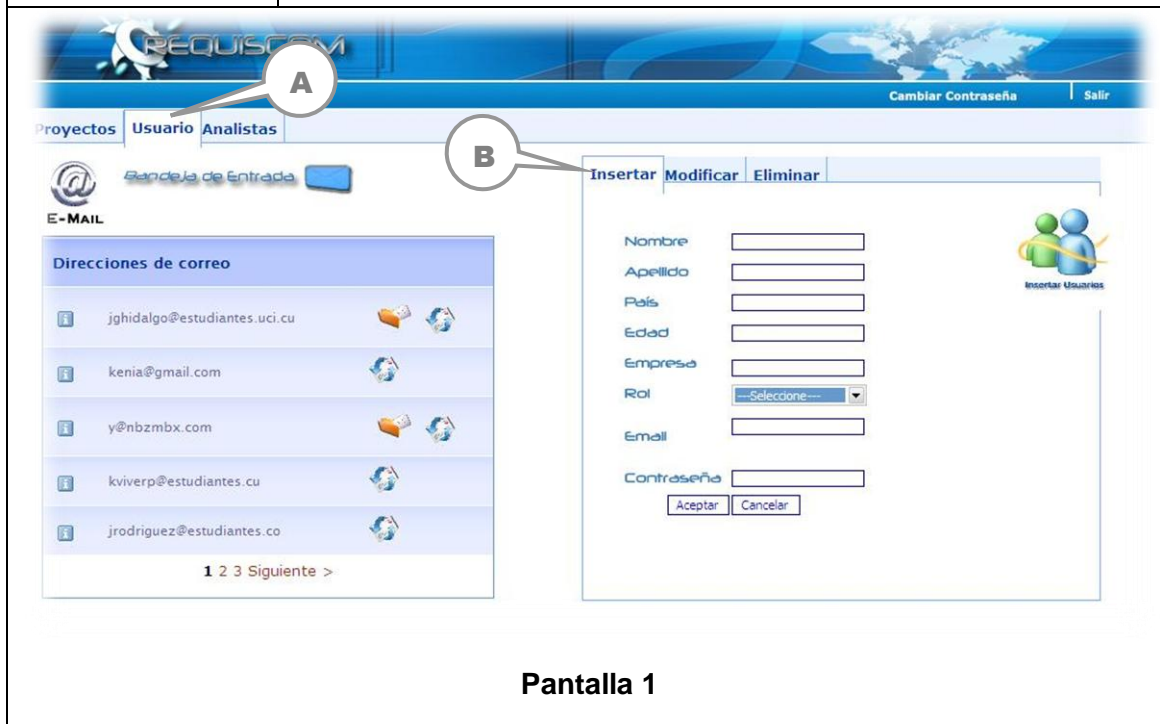 REQUISCOM
A
Cambiar Contraseña Salir
Proyectos Usuario Analistas
B
Bandeja de Entrada
E-MAIL
Direcciones de correo
jghidalgo@estudiantes.uci.cu
kenia@gmail.com
y@nbzmbx.com
kviverp@estudiantes.cu
jrodriguez@estudiantes.co
1 2 3 Siguiente >
Insertar Modificar Eliminar
Nombre
Apellido
País
Edad
Empresa
Rol ---Seleccione---
Email
Contraseña
Aceptar Cancelar
Insertar Usuarios
Pantalla 1